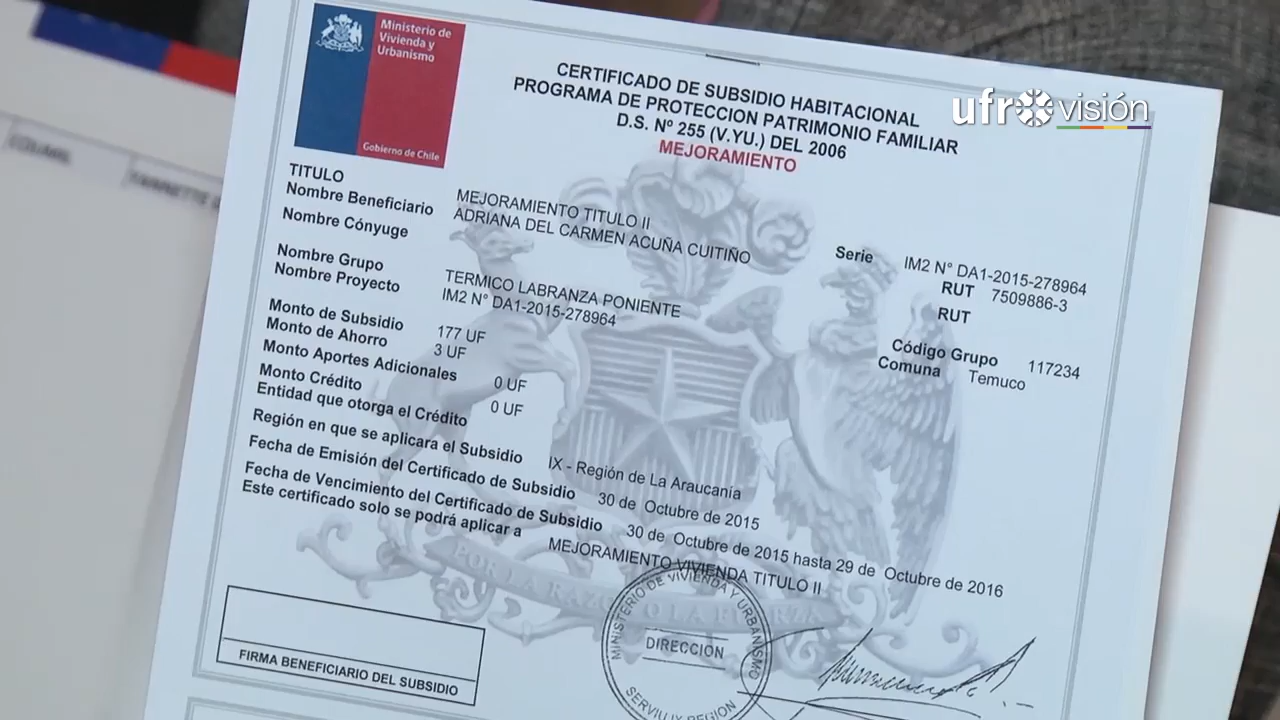 Ministerio de
Vivienda y
Urbanismo
Gobierno de Chile
ufro visión
CERTIFICADO DE SUBSIDIO HABITACIONAL
PROGRAMA DE PROTECCION PATRIMONIO FAMILIAR
D.S. Nº 255 (V.YU.) DEL 2006
MEJORAMIENTO
TITULO MEJORAMIENTO TITULO II
Nombre Beneficiario ADRIANA DEL CARMEN ACUÑA CUITIÑO
Nombre Cónyuge
Serie IM2 N° DA1-2015-278964
RUT 7509886-3
RUT
Nombre Grupo TERMICO LABRANZA PONIENTE
Nombre Proyecto IM2 N° DA1-2015-278964
Código Grupo 117234
Comuna Temuco
Monto de Subsidio 177 UF
Monto de Ahorro 3 UF
Monto Aportes Adicionales 0 UF
Monto Crédito 0 UF
Entidad que otorga el Crédito
Región en que se aplicara el Subsidio IX - Región de La Araucanía
Fecha de Emisión del Certificado de Subsidio 30 de Octubre de 2015
Fecha de Vencimiento del Certificado de Subsidio 30 de Octubre de 2015 hasta 29 de Octubre de 2016
Este certificado solo se podrá aplicar a MEJORAMIENTO VIVIENDA TITULO II
POR LA RAZON O LA FUERZA
MINISTERIO DE VIVIENDA Y URBANISMO
DIRECCION
SERVIU IX REGION
FIRMA BENEFICIARIO DEL SUBSIDIO